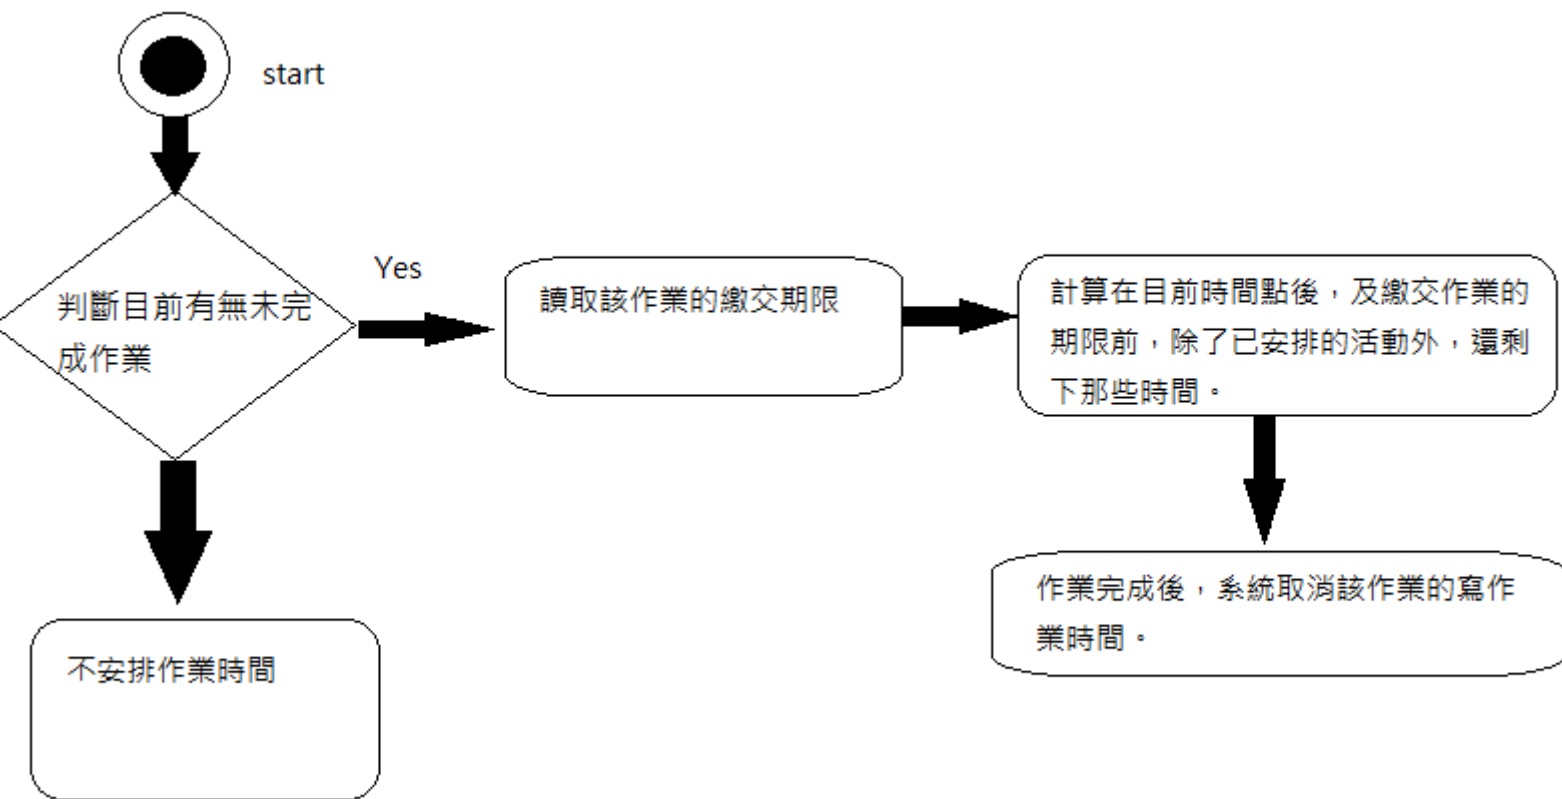 start
判斷目前有無未完
成作業
Yes
讀取該作業的繳交期限
計算在目前時間點後，及繳交作業的
期限前，除了已安排的活動外，還剩
下那些時間。
作業完成後，系統取消該作業的寫作
業時間。
不安排作業時間